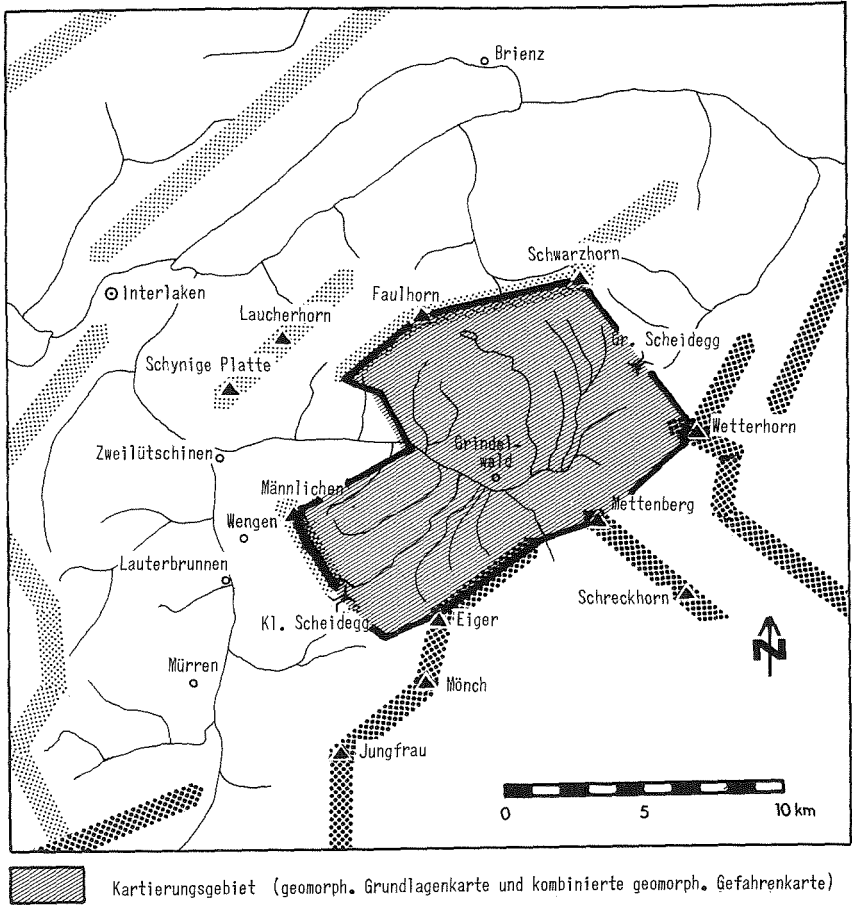 Brienz
Schwarzhorn
Interlaken
Faulhorn
Laucherhorn
Gr. Scheidegg
Schynige Platte
Wetterhorn
Zweilütschinen
Grindel-
wald
Männlichen
Mettenberg
Wengen
Lauterbrunnen
Schreckhorn
Kl. Scheidegg
Eiger
N
Mürren
Mönch
Jungfrau
0 5 10 km
Kartierungsgebiet (geomorph. Grundlagenkarte und kombinierte geomorph. Gefahrenkarte)